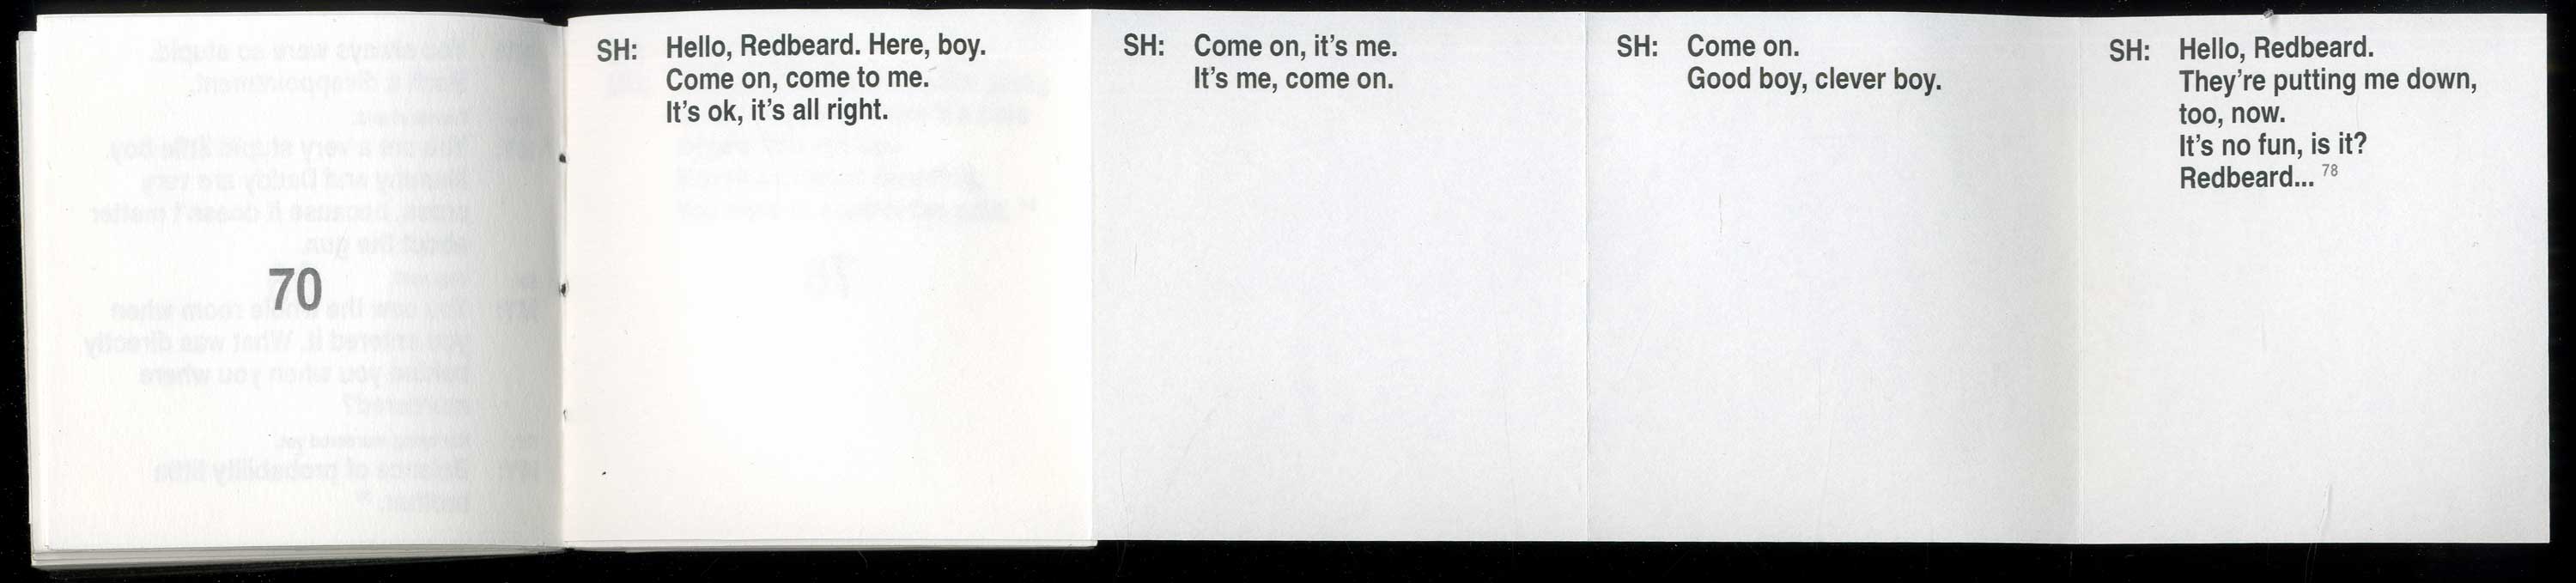 70
SH: Hello, Redbeard. Here, boy.
Come on, come to me.
It's ok, it's all right.
SH: Come on, it's me.
It's me, come on.
SH: Come on.
Good boy, clever boy.
SH: Hello, Redbeard.
They're putting me down,
too, now.
It's no fun, is it?
Redbeard... 78